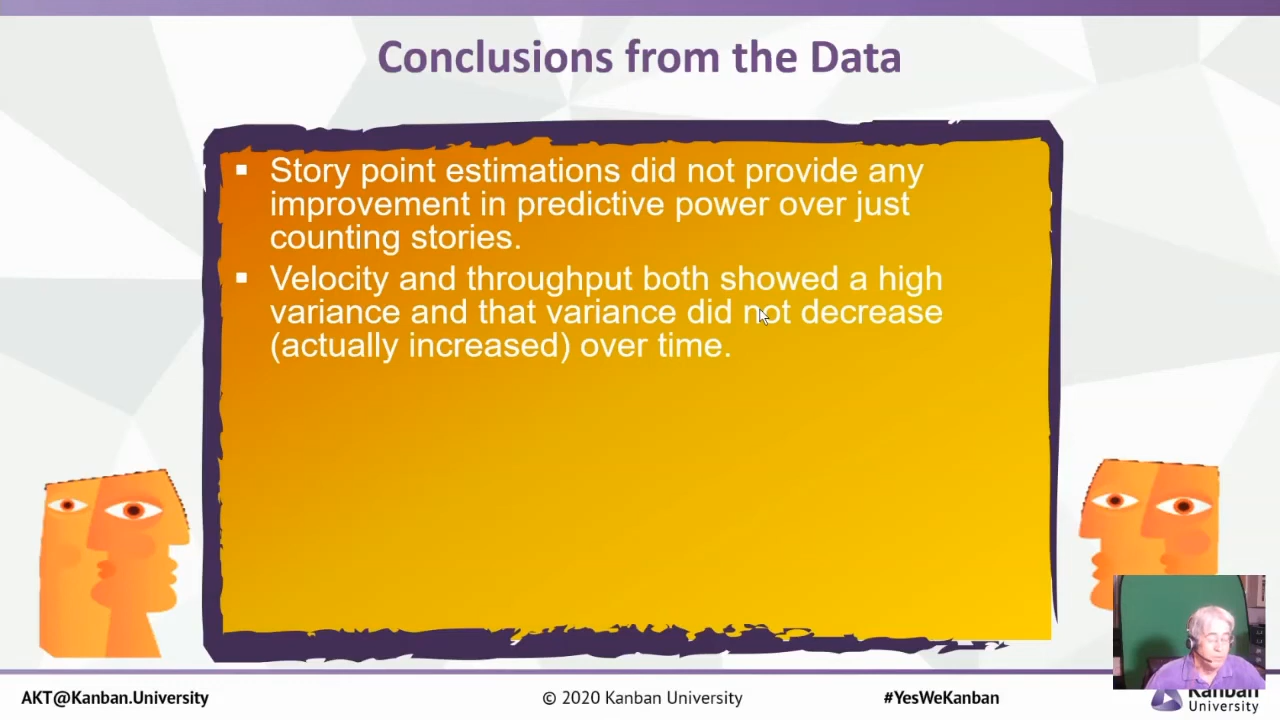 Conclusions from the Data
▪ Story point estimations did not provide any
improvement in predictive power over just
counting stories.
▪ Velocity and throughput both showed a high
variance and that variance did not decrease
(actually increased) over time.
AKT@Kanban.University
© 2020 Kanban University
#YesWeKanban
Kanban
University